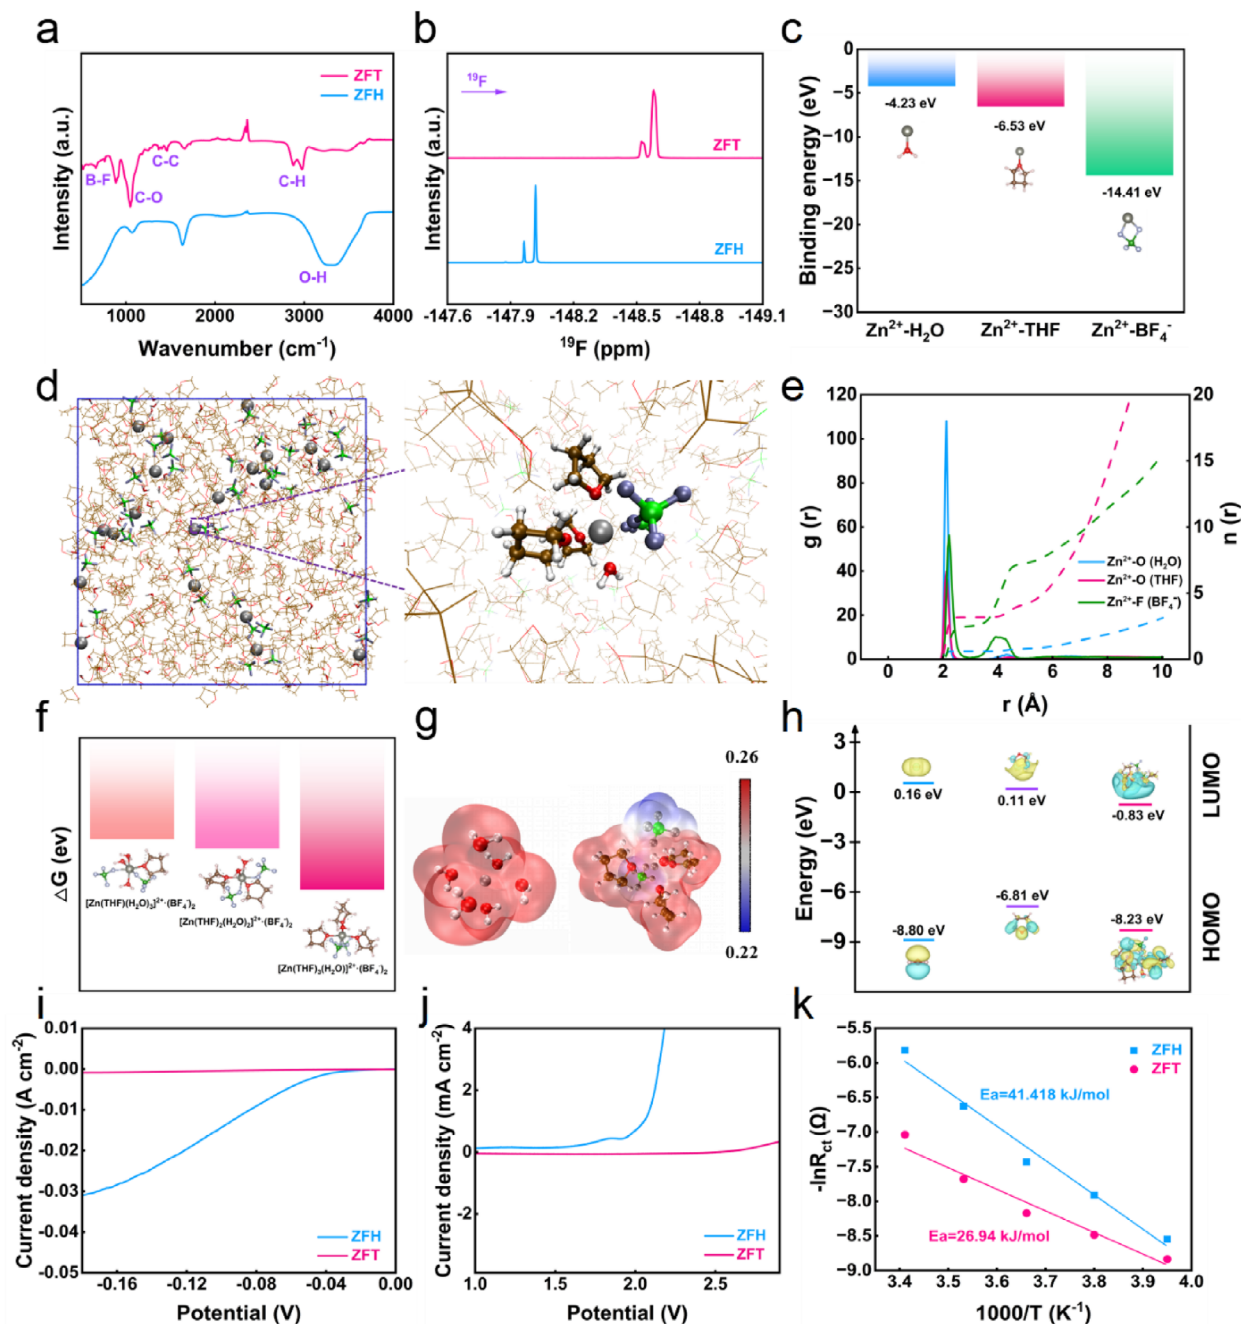 a
ZFT
ZFH
B-F
C-O
C-C
C-H
O-H
Intensity (a.u.)
1000 2000 3000 4000
Wavenumber (cm⁻¹)
b
¹⁹F
ZFT
ZFH
Intensity (a.u.)
-147.6 -147.9 -148.2 -148.5 -148.8 -149.1
¹⁹F (ppm)
c
Binding energy (eV)
0
−5
−10
−15
−20
−25
−30
-4.23 eV
-6.53 eV
-14.41 eV
Zn²⁺-H₂O Zn²⁺-THF Zn²⁺-BF₄⁻
d
e
g (r)
120
100
80
60
40
20
0
n (r)
20
15
10
5
0
Zn²⁺-O (H₂O)
Zn²⁺-O (THF)
Zn²⁺-F (BF₄⁻)
0 2 4 6 8 10
r (Å)
f
△G (ev)
[Zn(THF)(H₂O)₃]²⁺·(BF₄⁻)₂
[Zn(THF)₂(H₂O)₂]²⁺·(BF₄⁻)₂
[Zn(THF)₃(H₂O)]²⁺·(BF₄⁻)₂
g
0.26
0.22
h
Energy (eV)
3
0
−3
−6
−9
0.16 eV
0.11 eV
-0.83 eV
-8.80 eV
-6.81 eV
-8.23 eV
LUMO
HOMO
i
Current density (A cm⁻²)
0.01
0.00
-0.01
-0.02
-0.03
-0.04
-0.05
ZFH
ZFT
-0.16 -0.12 -0.08 -0.04 0.00
Potential (V)
j
Current density (mA cm⁻²)
4
2
0
-2
ZFH
ZFT
1.0 1.5 2.0 2.5
Potential (V)
k
-lnR_ct (Ω)
−5.5
−6.0
−6.5
−7.0
−7.5
−8.0
−8.5
−9.0
ZFH
ZFT
Ea=41.418 kJ/mol
Ea=26.94 kJ/mol
3.4 3.5 3.6 3.7 3.8 3.9 4.0
1000/T (K⁻¹)